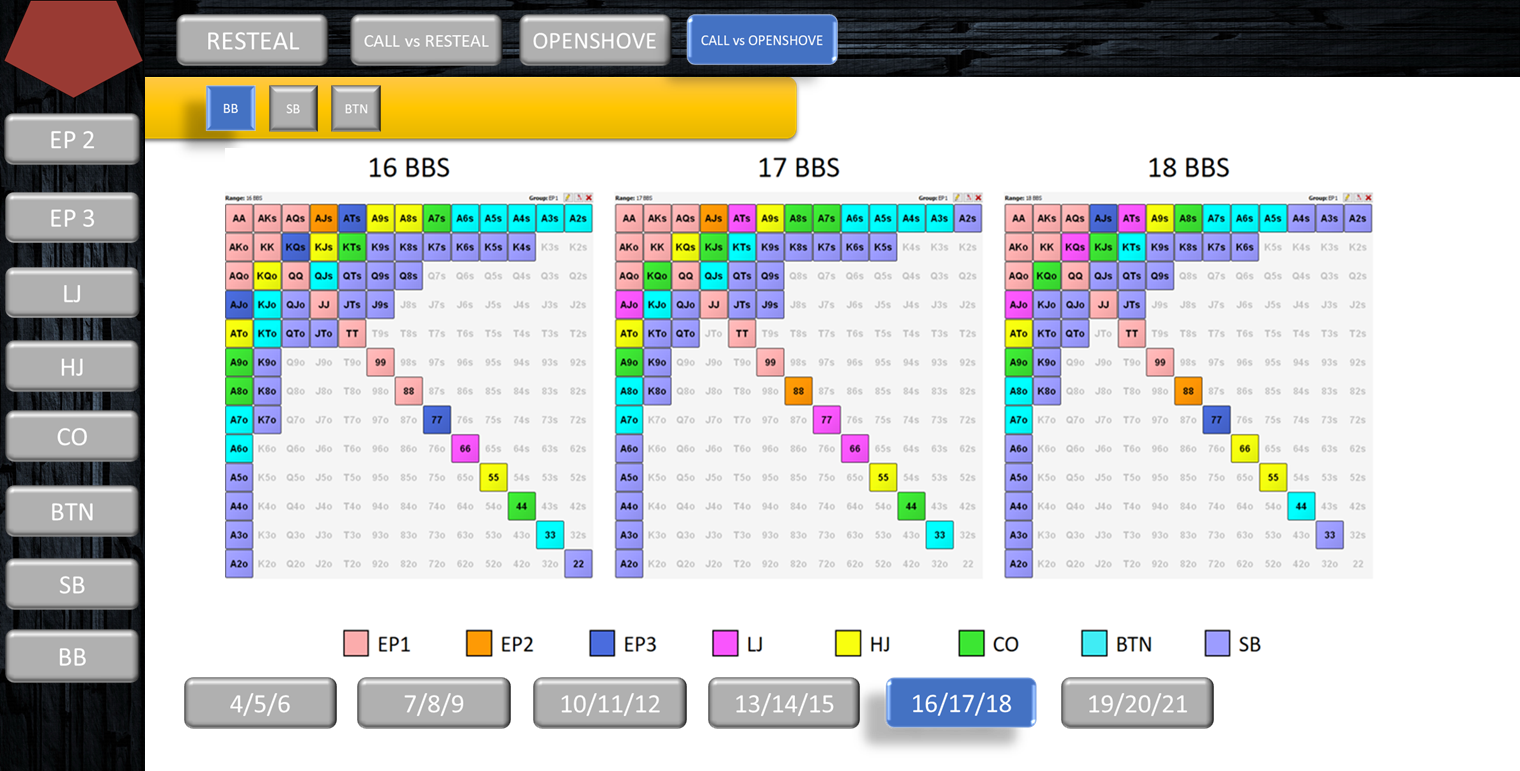 RESTEAL CALL vs RESTEAL OPENSHOVE CALL vs OPENSHOVE
BB SB BTN
EP 2
EP 3
LJ
HJ
CO
BTN
SB
BB
16 BBS 17 BBS 18 BBS
Range: 16 BBS Group: EP1
AA AKs AQs AJs ATs A9s A8s A7s A6s A5s A4s A3s A2s
AKo KK KQs KJs KTs K9s K8s K7s K6s K5s K4s K3s K2s
AQo KQo QQ QJs QTs Q9s Q8s Q7s Q6s Q5s Q4s Q3s Q2s
AJo KJo QJo JJ JTs J9s J8s J7s J6s J5s J4s J3s J2s
ATo KTo QTo JTo TT T9s T8s T7s T6s T5s T4s T3s T2s
A9o K9o Q9o J9o T9o 99 98s 97s 96s 95s 94s 93s 92s
A8o K8o Q8o J8o T8o 98o 88 87s 86s 85s 84s 83s 82s
A7o K7o Q7o J7o T7o 97o 87o 77 76s 75s 74s 73s 72s
A6o K6o Q6o J6o T6o 96o 86o 76o 66 65s 64s 63s 62s
A5o K5o Q5o J5o T5o 95o 85o 75o 65o 55 54s 53s 52s
A4o K4o Q4o J4o T4o 94o 84o 74o 64o 54o 44 43s 42s
A3o K3o Q3o J3o T3o 93o 83o 73o 63o 53o 43o 33 32s
A2o K2o Q2o J2o T2o 92o 82o 72o 62o 52o 42o 32o 22
Range: 17 BBS Group: EP1
AA AKs AQs AJs ATs A9s A8s A7s A6s A5s A4s A3s A2s
AKo KK KQs KJs KTs K9s K8s K7s K6s K5s K4s K3s K2s
AQo KQo QQ QJs QTs Q9s Q8s Q7s Q6s Q5s Q4s Q3s Q2s
AJo KJo QJo JJ JTs J9s J8s J7s J6s J5s J4s J3s J2s
ATo KTo QTo JTo TT T9s T8s T7s T6s T5s T4s T3s T2s
A9o K9o Q9o J9o T9o 99 98s 97s 96s 95s 94s 93s 92s
A8o K8o Q8o J8o T8o 98o 88 87s 86s 85s 84s 83s 82s
A7o K7o Q7o J7o T7o 97o 87o 77 76s 75s 74s 73s 72s
A6o K6o Q6o J6o T6o 96o 86o 76o 66 65s 64s 63s 62s
A5o K5o Q5o J5o T5o 95o 85o 75o 65o 55 54s 53s 52s
A4o K4o Q4o J4o T4o 94o 84o 74o 64o 54o 44 43s 42s
A3o K3o Q3o J3o T3o 93o 83o 73o 63o 53o 43o 33 32s
A2o K2o Q2o J2o T2o 92o 82o 72o 62o 52o 42o 32o 22
Range: 18 BBS Group: EP1
AA AKs AQs AJs ATs A9s A8s A7s A6s A5s A4s A3s A2s
AKo KK KQs KJs KTs K9s K8s K7s K6s K5s K4s K3s K2s
AQo KQo QQ QJs QTs Q9s Q8s Q7s Q6s Q5s Q4s Q3s Q2s
AJo KJo QJo JJ JTs J9s J8s J7s J6s J5s J4s J3s J2s
ATo KTo QTo JTo TT T9s T8s T7s T6s T5s T4s T3s T2s
A9o K9o Q9o J9o T9o 99 98s 97s 96s 95s 94s 93s 92s
A8o K8o Q8o J8o T8o 98o 88 87s 86s 85s 84s 83s 82s
A7o K7o Q7o J7o T7o 97o 87o 77 76s 75s 74s 73s 72s
A6o K6o Q6o J6o T6o 96o 86o 76o 66 65s 64s 63s 62s
A5o K5o Q5o J5o T5o 95o 85o 75o 65o 55 54s 53s 52s
A4o K4o Q4o J4o T4o 94o 84o 74o 64o 54o 44 43s 42s
A3o K3o Q3o J3o T3o 93o 83o 73o 63o 53o 43o 33 32s
A2o K2o Q2o J2o T2o 92o 82o 72o 62o 52o 42o 32o 22
EP1 EP2 EP3 LJ HJ CO BTN SB
4/5/6 7/8/9 10/11/12 13/14/15 16/17/18 19/20/21